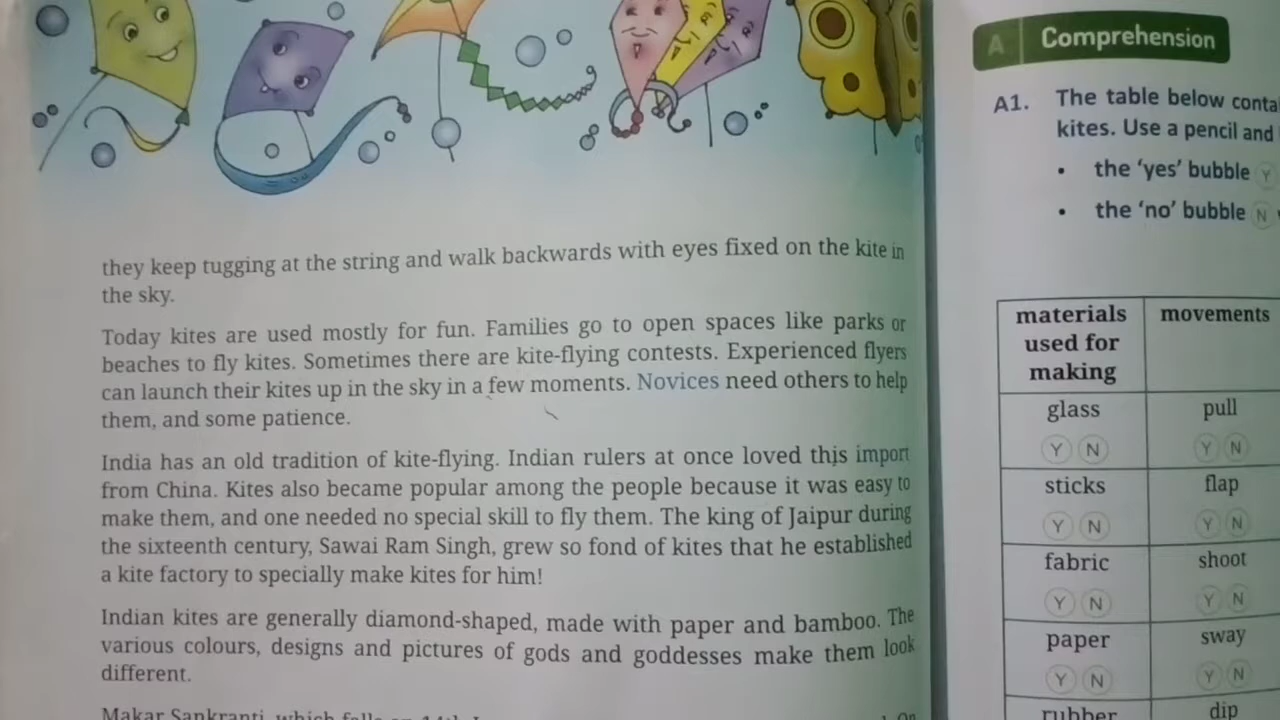 they keep tugging at the string and walk backwards with eyes fixed on the kite in
the sky.
Today kites are used mostly for fun. Families go to open spaces like parks or
beaches to fly kites. Sometimes there are kite-flying contests. Experienced flyers
can launch their kites up in the sky in a few moments. Novices need others to help
them, and some patience.
India has an old tradition of kite-flying. Indian rulers at once loved this import
from China. Kites also became popular among the people because it was easy to
make them, and one needed no special skill to fly them. The king of Jaipur during
the sixteenth century, Sawai Ram Singh, grew so fond of kites that he established
a kite factory to specially make kites for him!
Indian kites are generally diamond-shaped, made with paper and bamboo. The
various colours, designs and pictures of gods and goddesses make them look
different.
Makar Sankranti, which falls on 14th
A Comprehension
A1. The table below conta
kites. Use a pencil and
• the ‘yes’ bubble Y
• the ‘no’ bubble N
materials used for making movements
glass pull
Y N Y N
sticks flap
Y N Y N
fabric shoot
Y N Y N
paper sway
Y N Y N
rubber dip